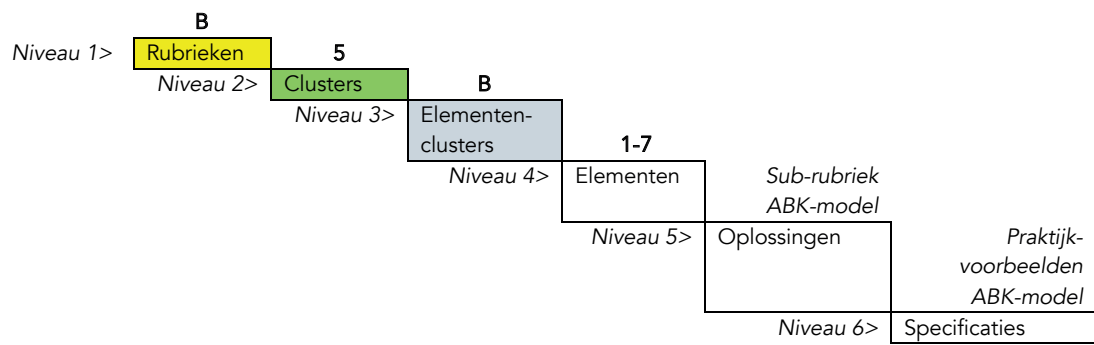 B
Niveau 1> Rubrieken 5
Niveau 2> Clusters B
Niveau 3> Elementen-
clusters 1-7
Niveau 4> Elementen Sub-rubriek
ABK-model
Niveau 5> Oplossingen Praktijk-
voorbeelden
ABK-model
Niveau 6> Specificaties